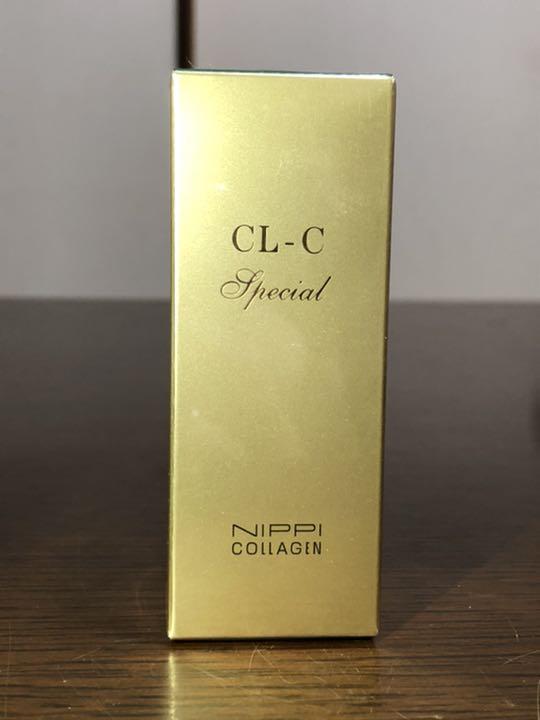 CL-C
Special
NIPPI
COLLAGEN